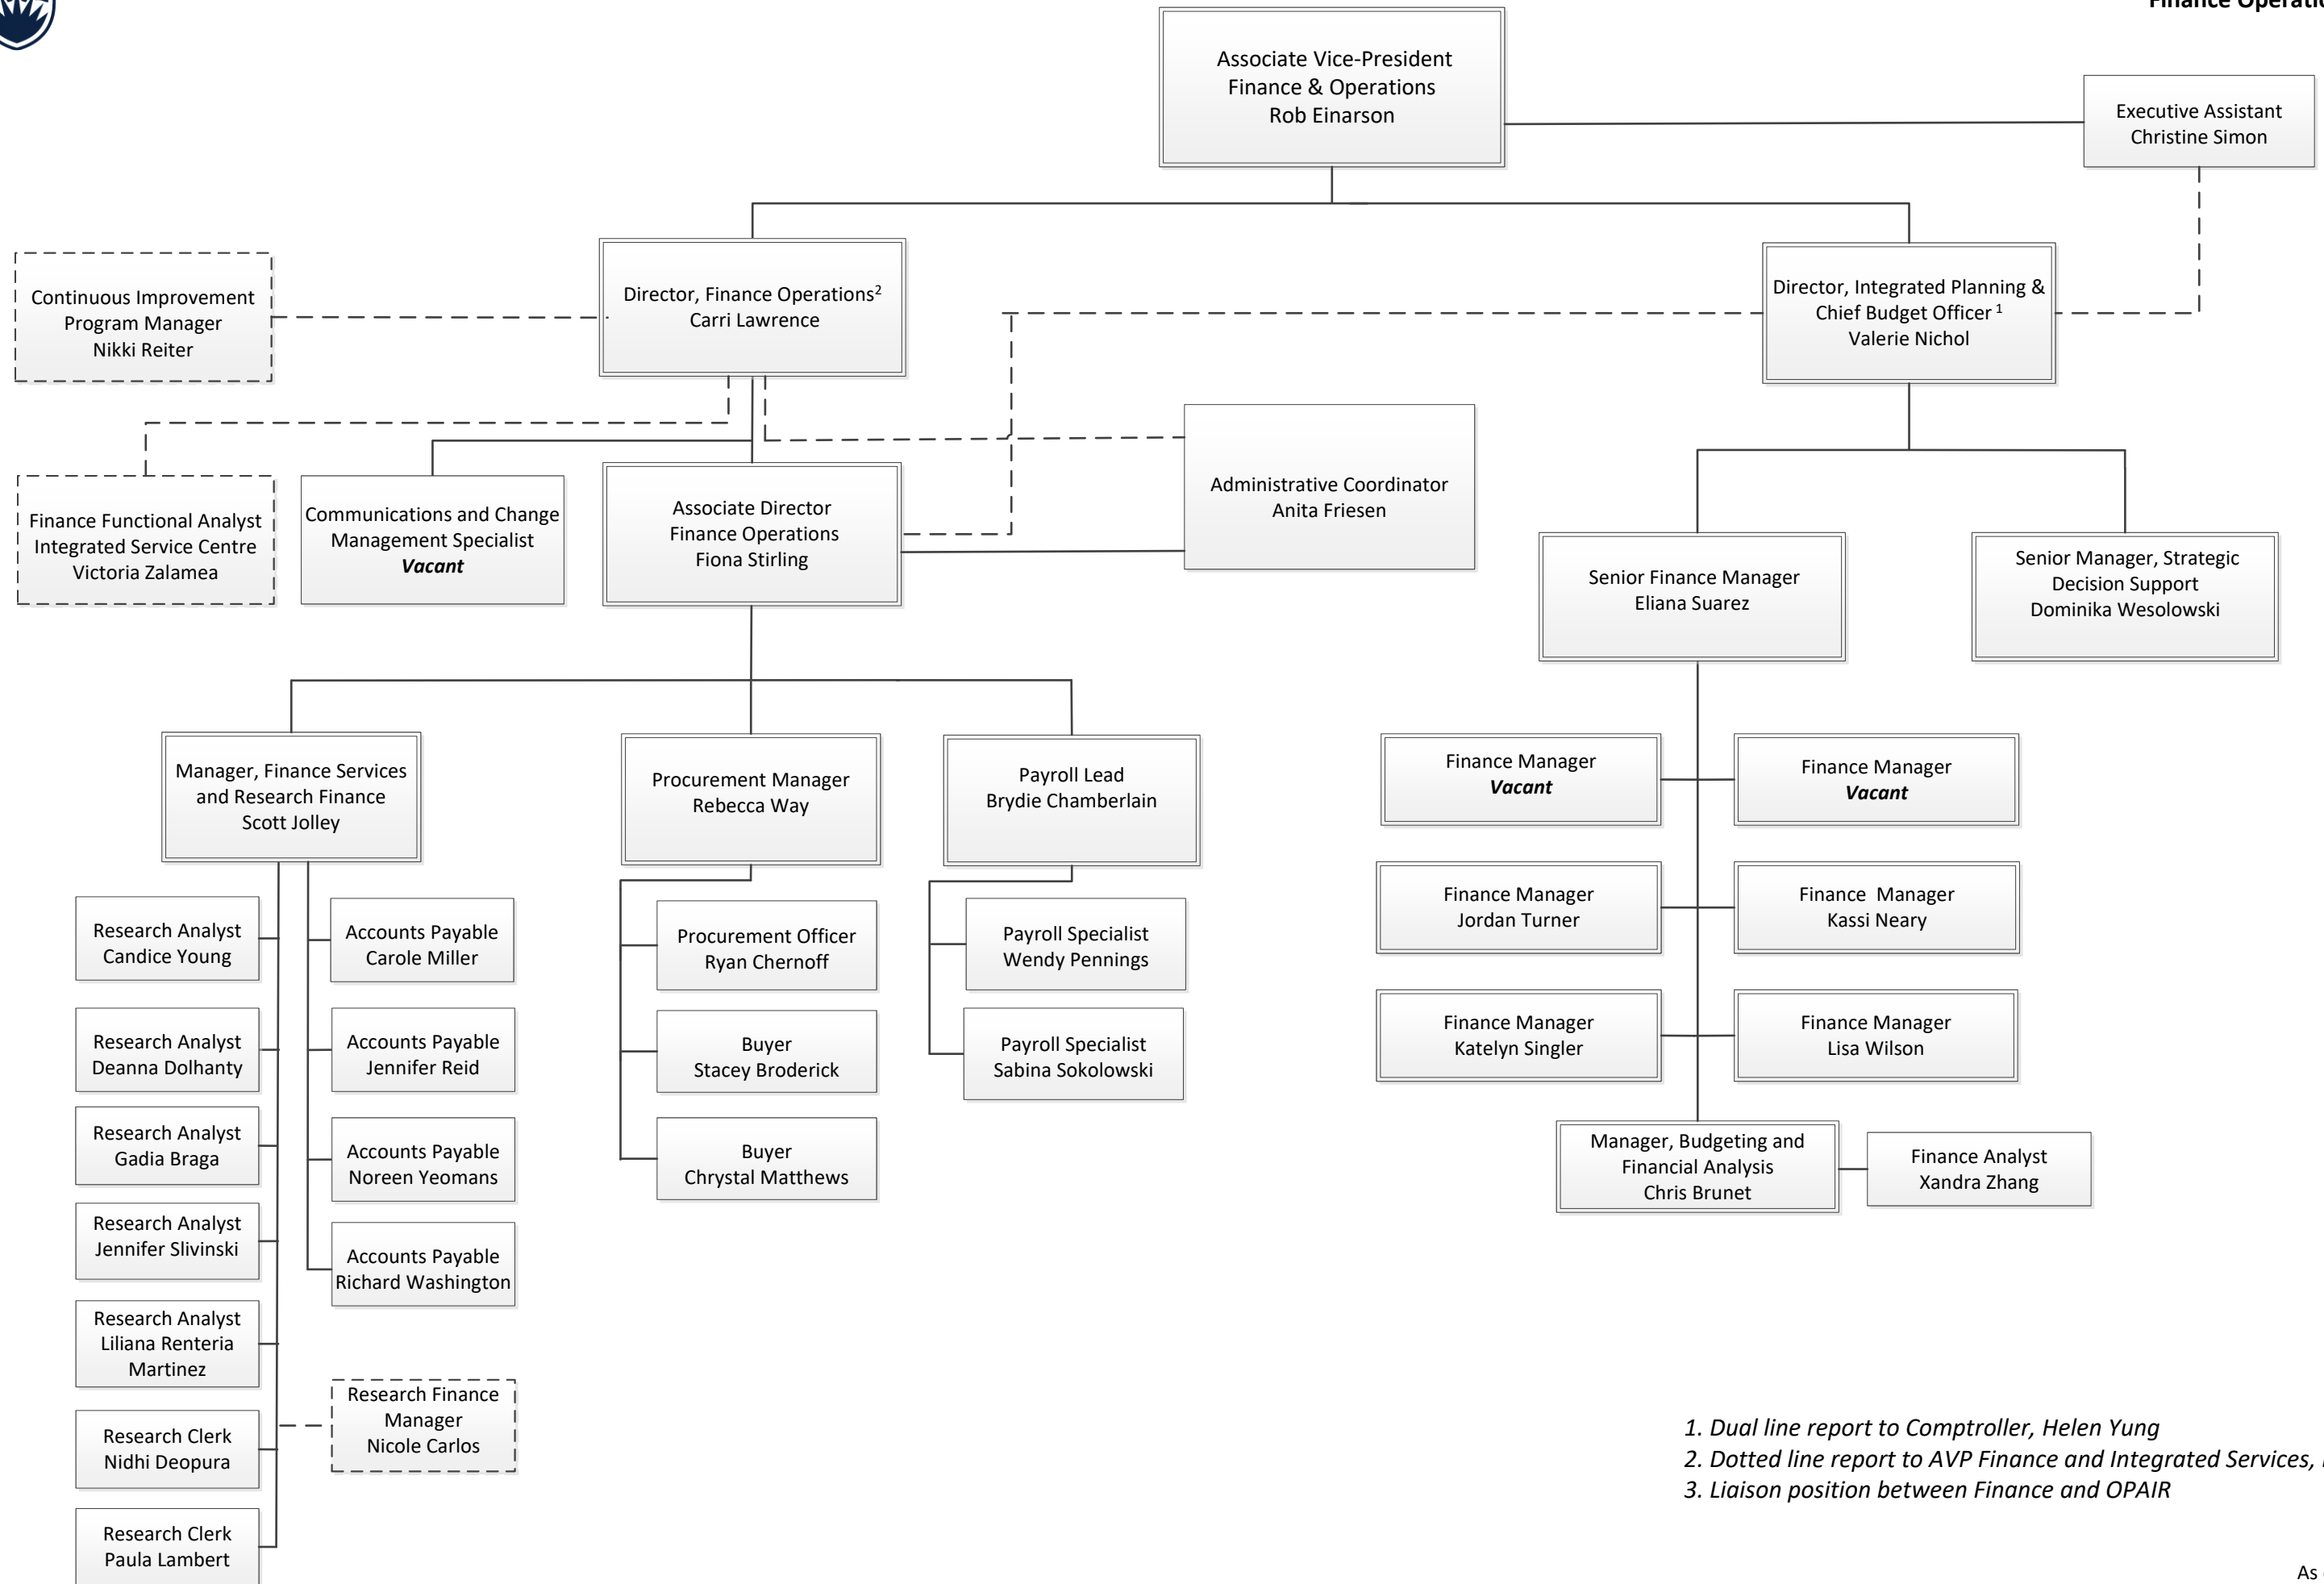 Associate Vice-President
Finance & Operations
Rob Einarson
Executive Assistant
Christine Simon
Continuous Improvement
Program Manager
Nikki Reiter
Director, Finance Operations²
Carri Lawrence
Director, Integrated Planning &
Chief Budget Officer ¹
Valerie Nichol
Finance Functional Analyst
Integrated Service Centre
Victoria Zalamea
Communications and Change
Management Specialist
Vacant
Associate Director
Finance Operations
Fiona Stirling
Administrative Coordinator
Anita Friesen
Senior Finance Manager
Eliana Suarez
Senior Manager, Strategic
Decision Support
Dominika Wesolowski
Manager, Finance Services
and Research Finance
Scott Jolley
Procurement Manager
Rebecca Way
Payroll Lead
Brydie Chamberlain
Finance Manager
Vacant
Finance Manager
Vacant
Finance Manager
Jordan Turner
Finance Manager
Kassi Neary
Finance Manager
Katelyn Singler
Finance Manager
Lisa Wilson
Manager, Budgeting and
Financial Analysis
Chris Brunet
Finance Analyst
Xandra Zhang
Research Analyst
Candice Young
Research Analyst
Deanna Dolhanty
Research Analyst
Gadia Braga
Research Analyst
Jennifer Slivinski
Research Analyst
Liliana Renteria
Martinez
Research Clerk
Nidhi Deopura
Research Clerk
Paula Lambert
Accounts Payable
Carole Miller
Accounts Payable
Jennifer Reid
Accounts Payable
Noreen Yeomans
Accounts Payable
Richard Washington
Research Finance
Manager
Nicole Carlos
Procurement Officer
Ryan Chernoff
Buyer
Stacey Broderick
Buyer
Chrystal Matthews
Payroll Specialist
Wendy Pennings
Payroll Specialist
Sabina Sokolowski
1. Dual line report to Comptroller, Helen Yung
2. Dotted line report to AVP Finance and Integrated Services,
3. Liaison position between Finance and OPAIR
As